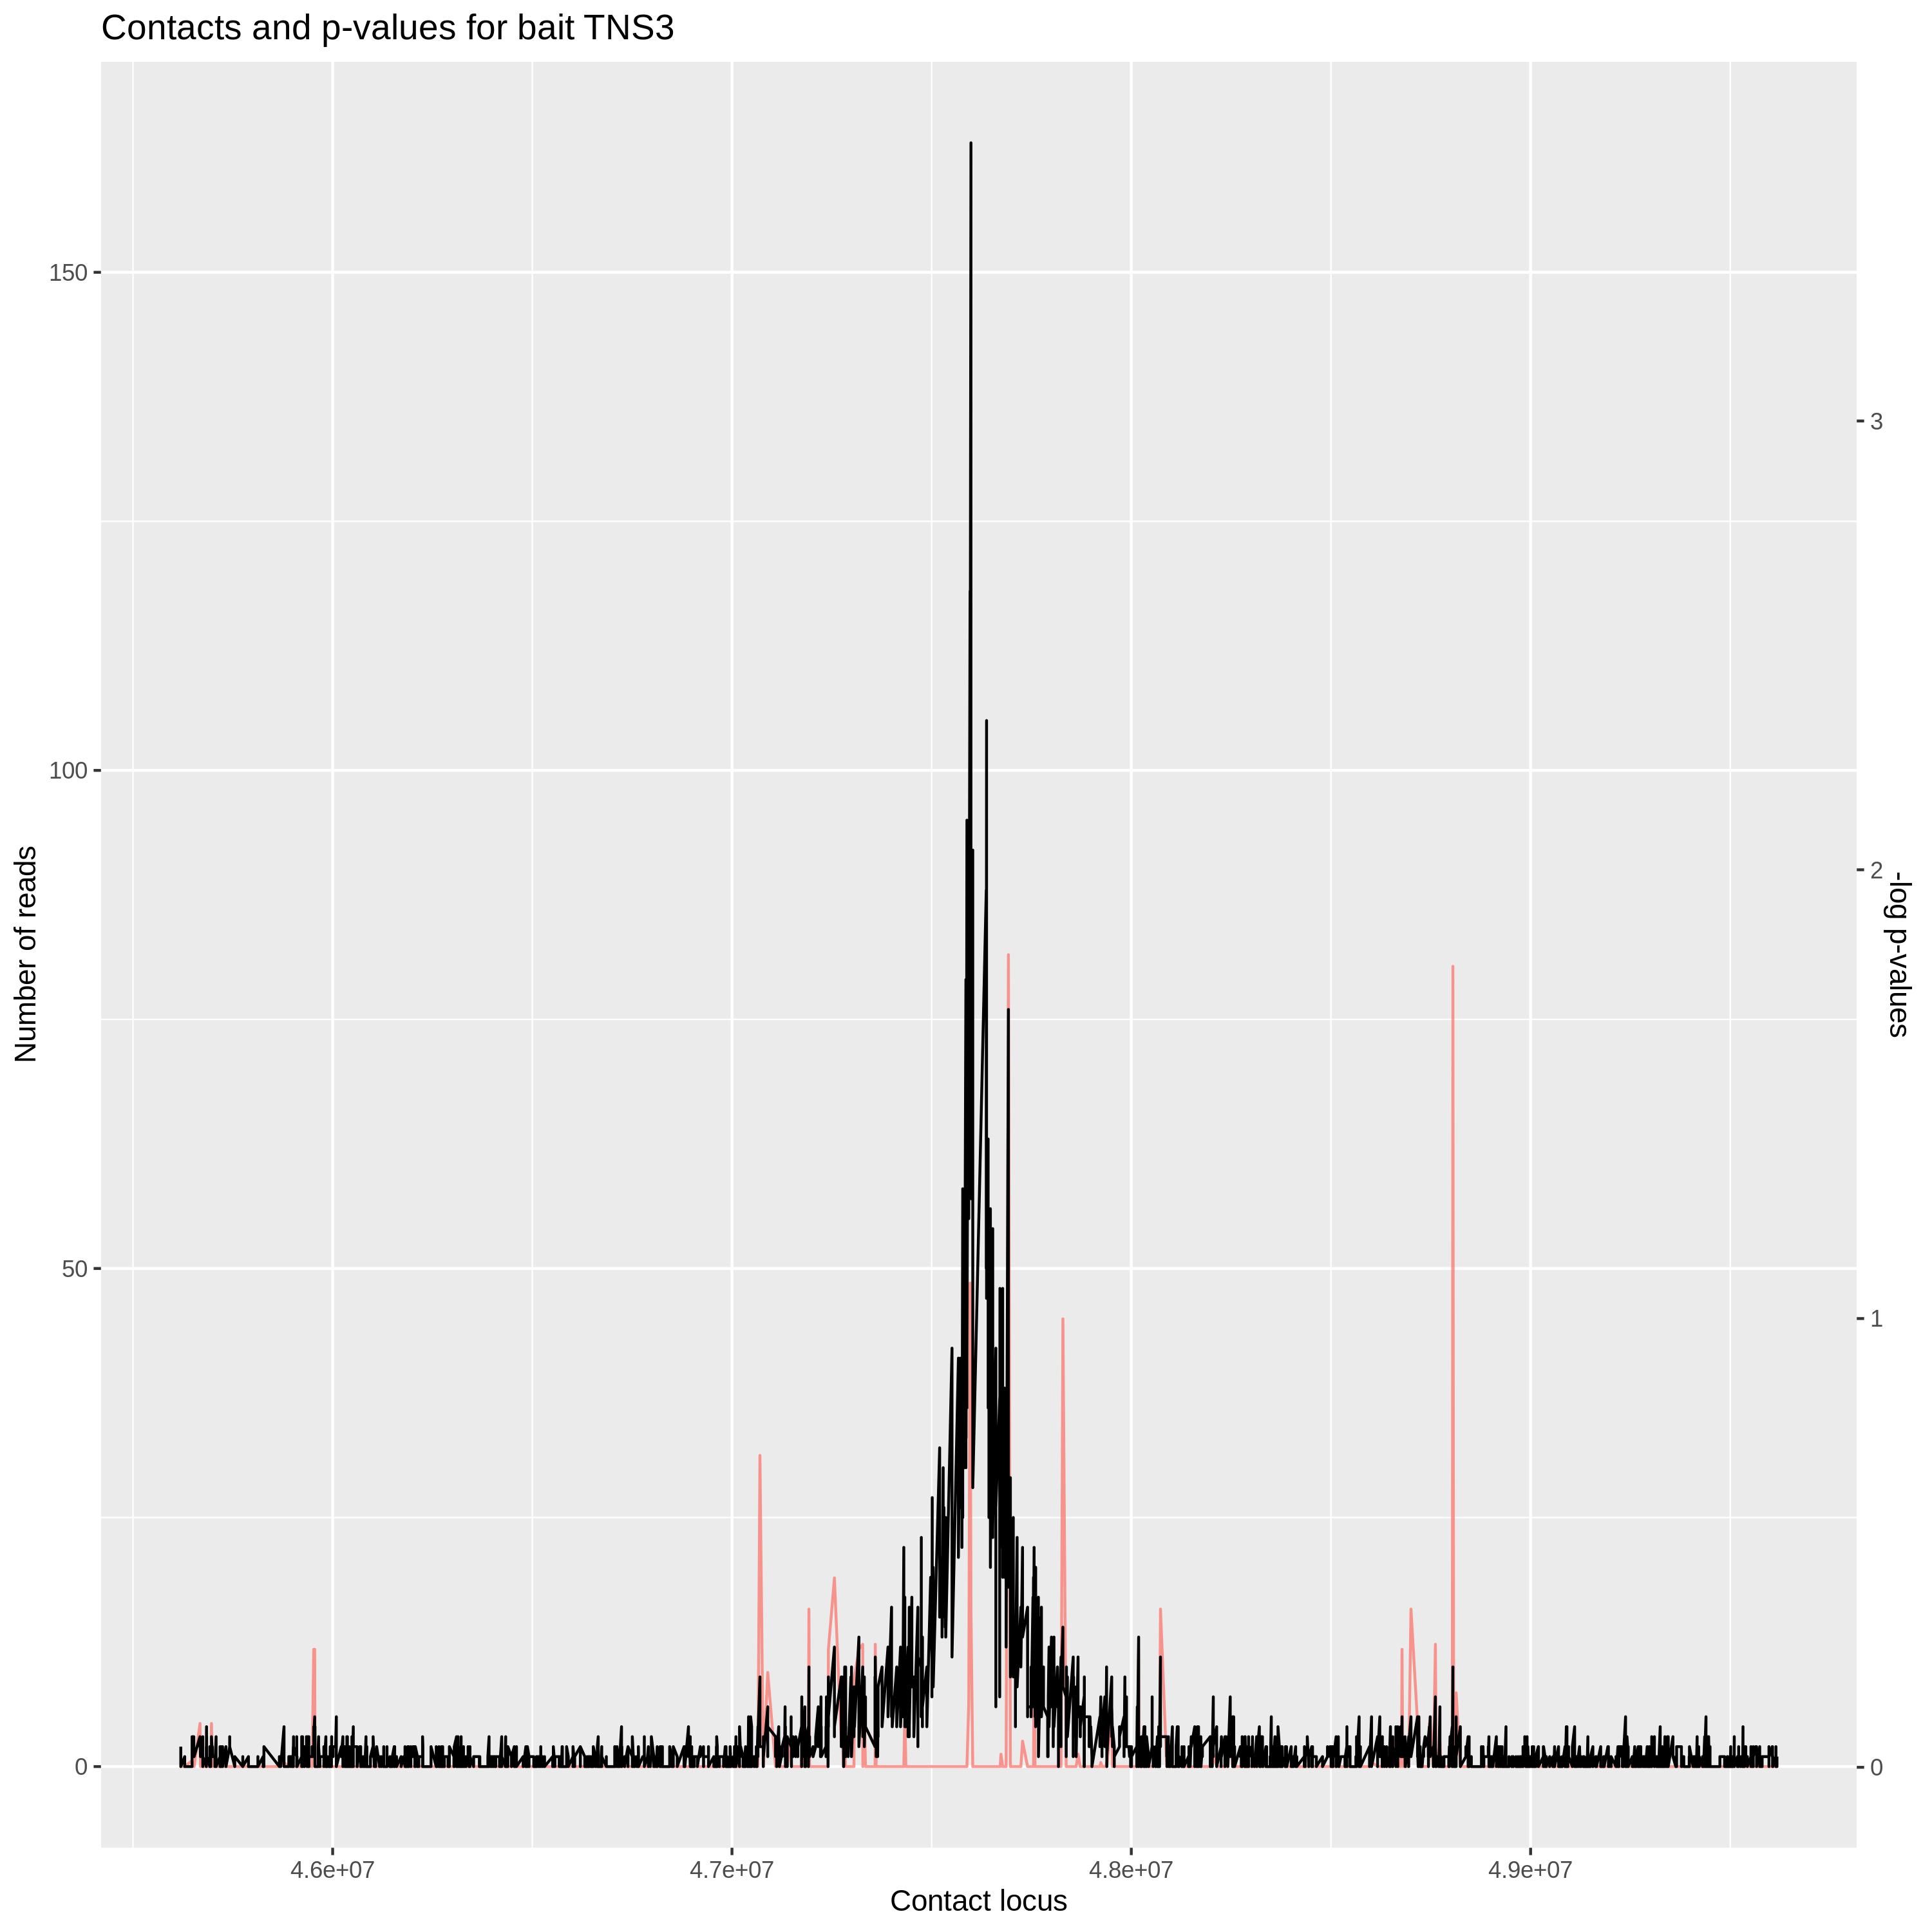 Contacts and p-values for bait TNS3
150
100
50
0
Number of reads
3
2
1
0
-log p-values
4.6e+07
4.7e+07
4.8e+07
4.9e+07
Contact locus